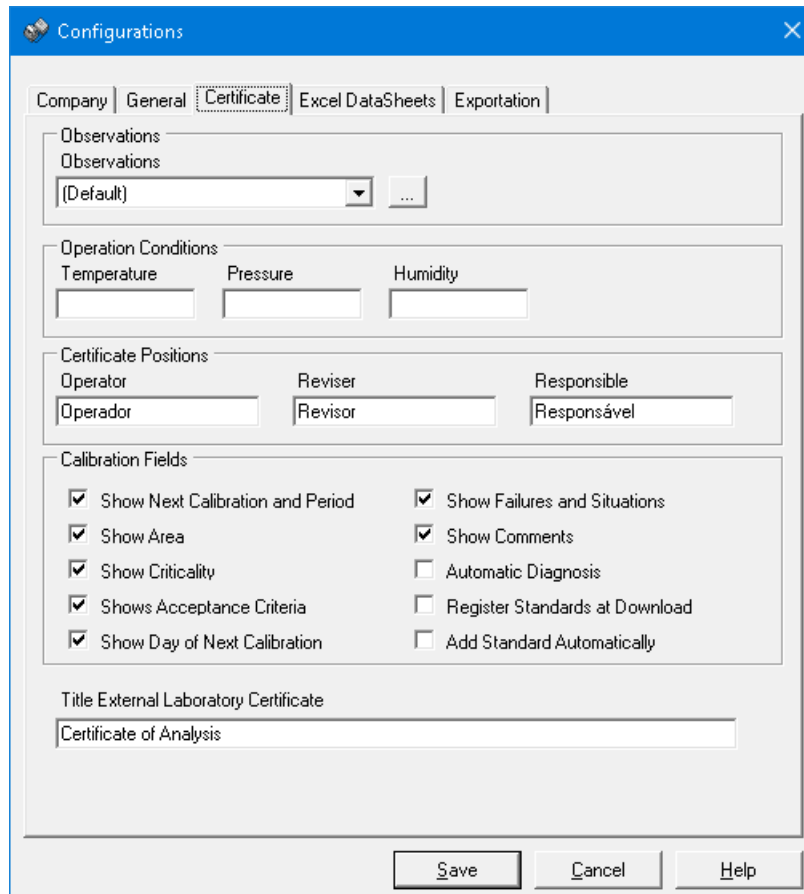 Configurations
Company General Certificate Excel DataSheets Exportation
Observations
Observations
(Default) ...
Operation Conditions
Temperature Pressure Humidity
Certificate Positions
Operator Reviser Responsible
Operador Revisor Responsável
Calibration Fields
Show Next Calibration and Period Show Failures and Situations
Show Area Show Comments
Show Criticality Automatic Diagnosis
Shows Acceptance Criteria Register Standards at Download
Show Day of Next Calibration Add Standard Automatically
Title External Laboratory Certificate
Certificate of Analysis
Save Cancel Help